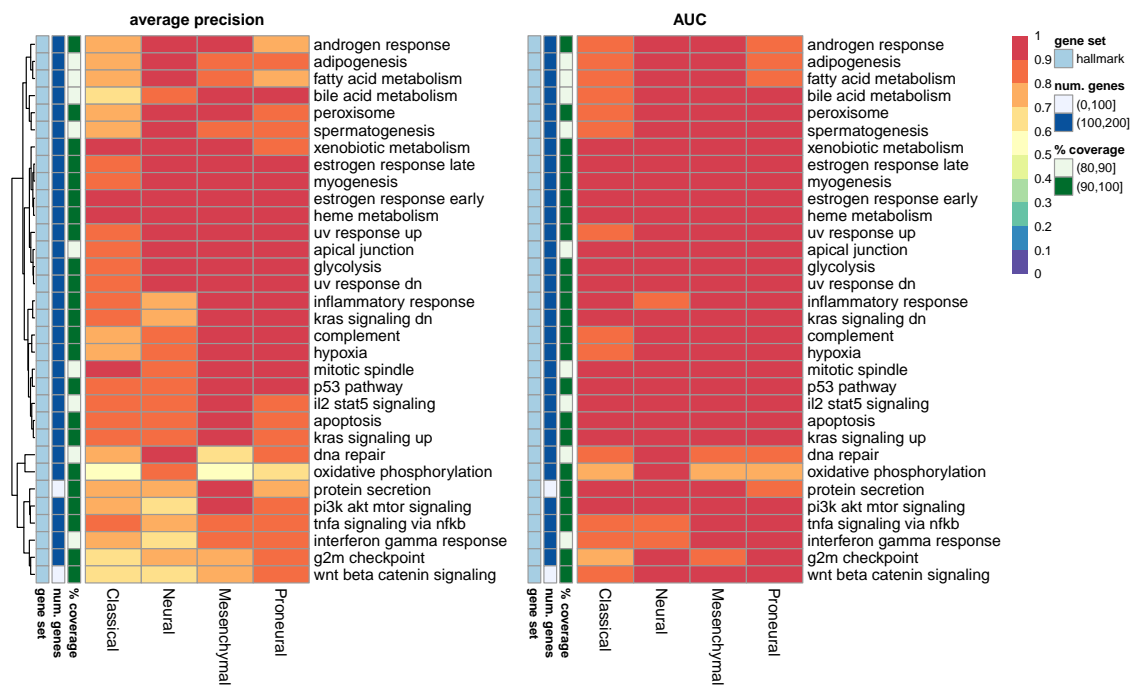 average precision
androgen response
adipogenesis
fatty acid metabolism
bile acid metabolism
peroxisome
spermatogenesis
xenobiotic metabolism
estrogen response late
myogenesis
estrogen response early
heme metabolism
uv response up
apical junction
glycolysis
uv response dn
inflammatory response
kras signaling dn
complement
hypoxia
mitotic spindle
p53 pathway
il2 stat5 signaling
apoptosis
kras signaling up
dna repair
oxidative phosphorylation
protein secretion
pi3k akt mtor signaling
tnfa signaling via nfkb
interferon gamma response
g2m checkpoint
wnt beta catenin signaling
gene set
num. genes
% coverage
Classical
Neural
Mesenchymal
Proneural
AUC
androgen response
adipogenesis
fatty acid metabolism
bile acid metabolism
peroxisome
spermatogenesis
xenobiotic metabolism
estrogen response late
myogenesis
estrogen response early
heme metabolism
uv response up
apical junction
glycolysis
uv response dn
inflammatory response
kras signaling dn
complement
hypoxia
mitotic spindle
p53 pathway
il2 stat5 signaling
apoptosis
kras signaling up
dna repair
oxidative phosphorylation
protein secretion
pi3k akt mtor signaling
tnfa signaling via nfkb
interferon gamma response
g2m checkpoint
wnt beta catenin signaling
gene set
num. genes
% coverage
Classical
Neural
Mesenchymal
Proneural
1
0.9
0.8
0.7
0.6
0.5
0.4
0.3
0.2
0.1
0
gene set
hallmark
num. genes
(0,100]
(100,200]
% coverage
(80,90]
(90,100]